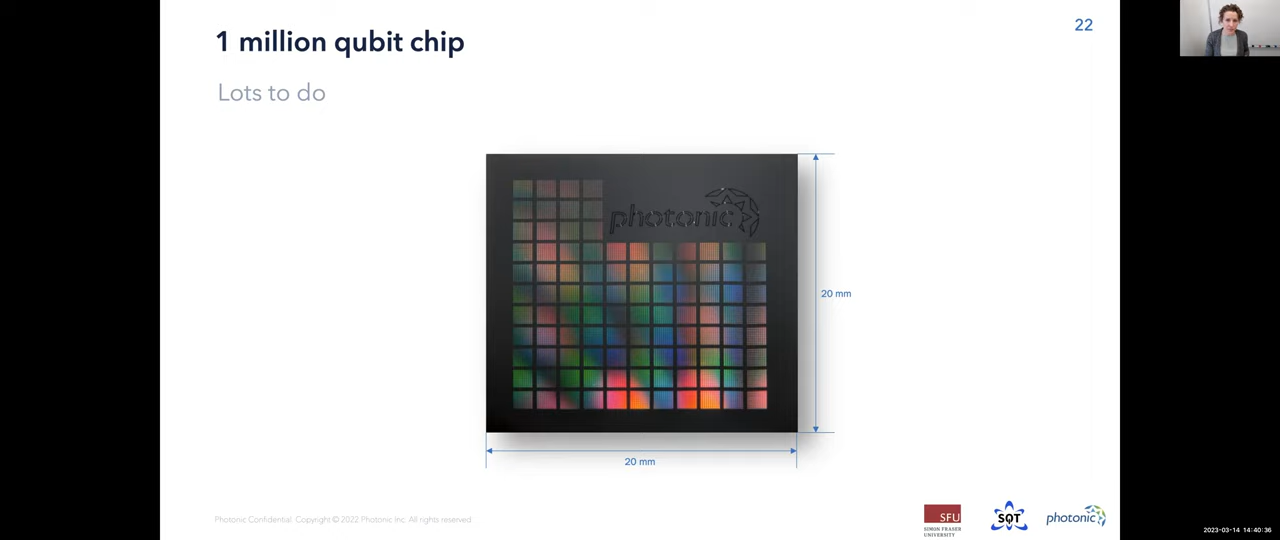 1 million qubit chip
22
Lots to do
photonic
20 mm
20 mm
Photonic Confidential. Copyright © 2022 Photonic Inc. All rights reserved.
SFU
SIMON FRASER
UNIVERSITY
SQT
photonic
2023-03-14 14:40:36